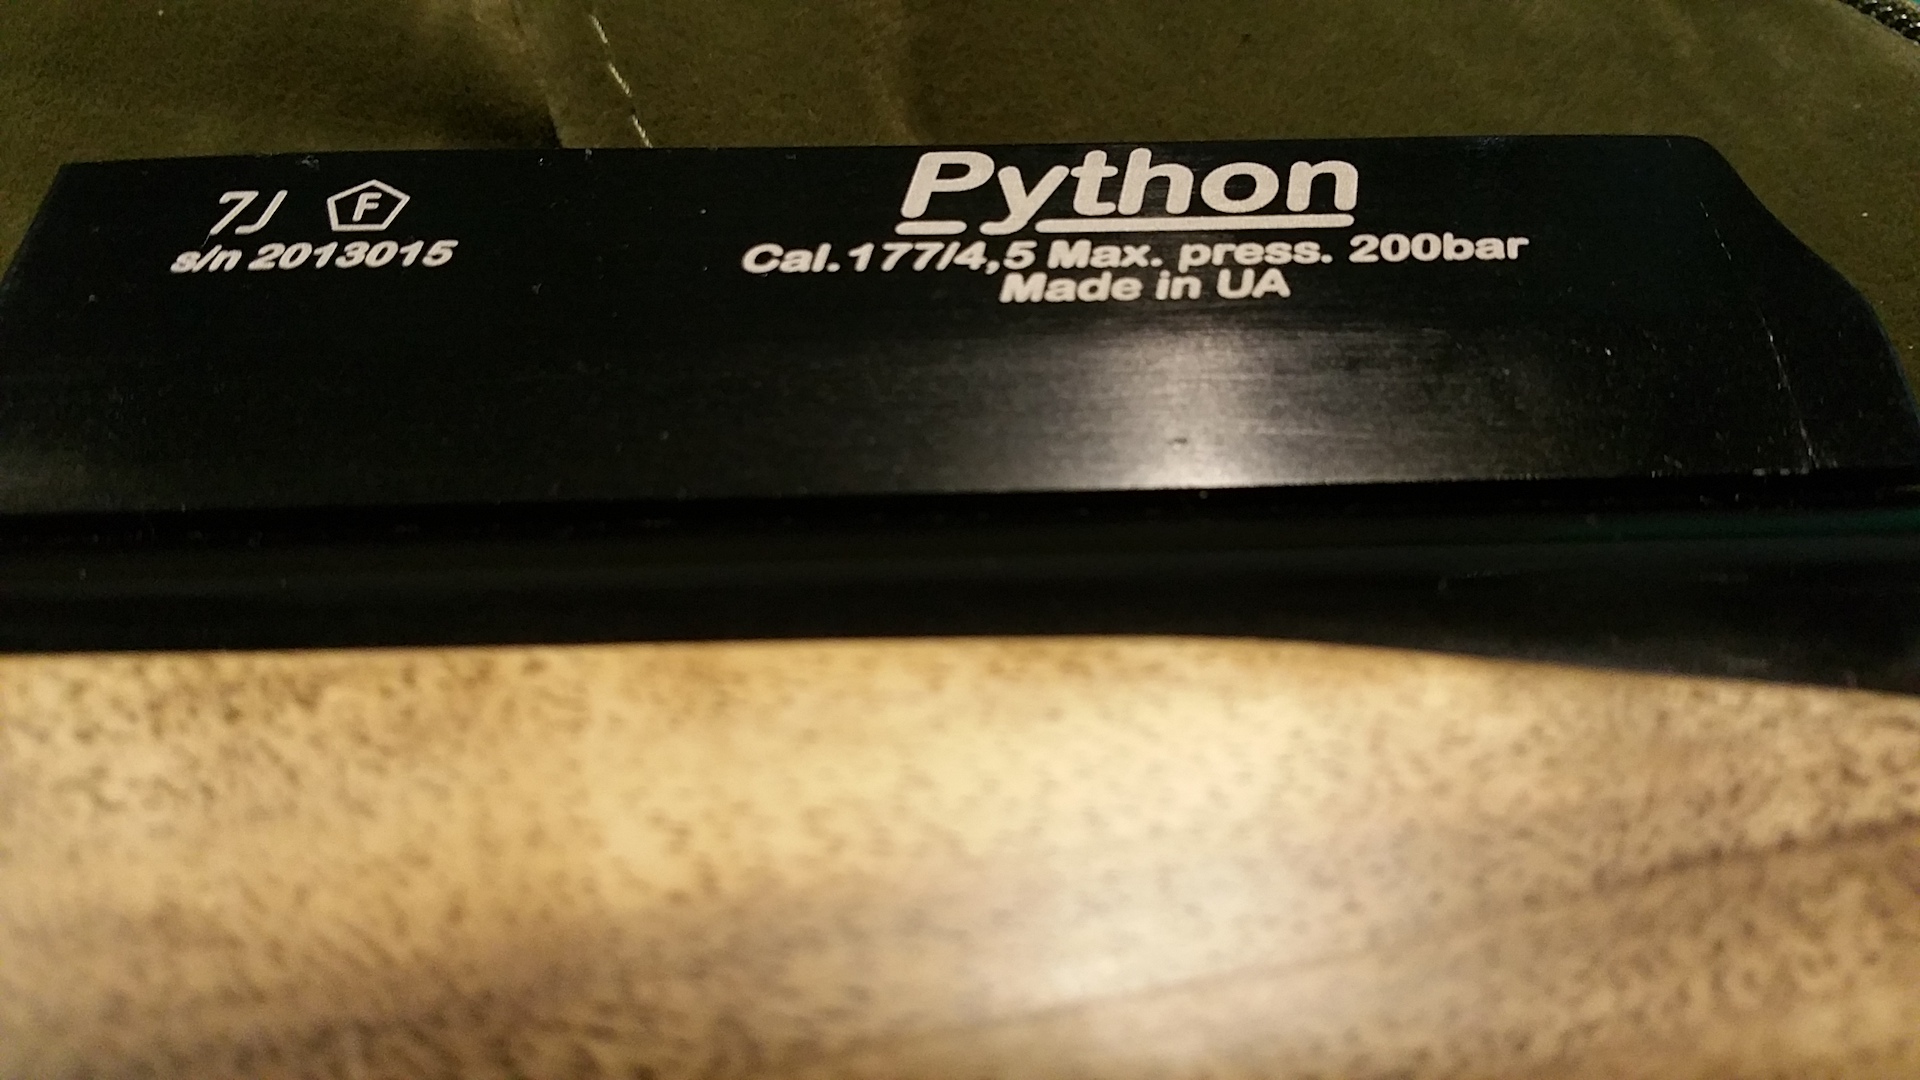 7J F
s/n 2013015
Python
Cal.177/4,5 Max. press. 200bar
Made in UA